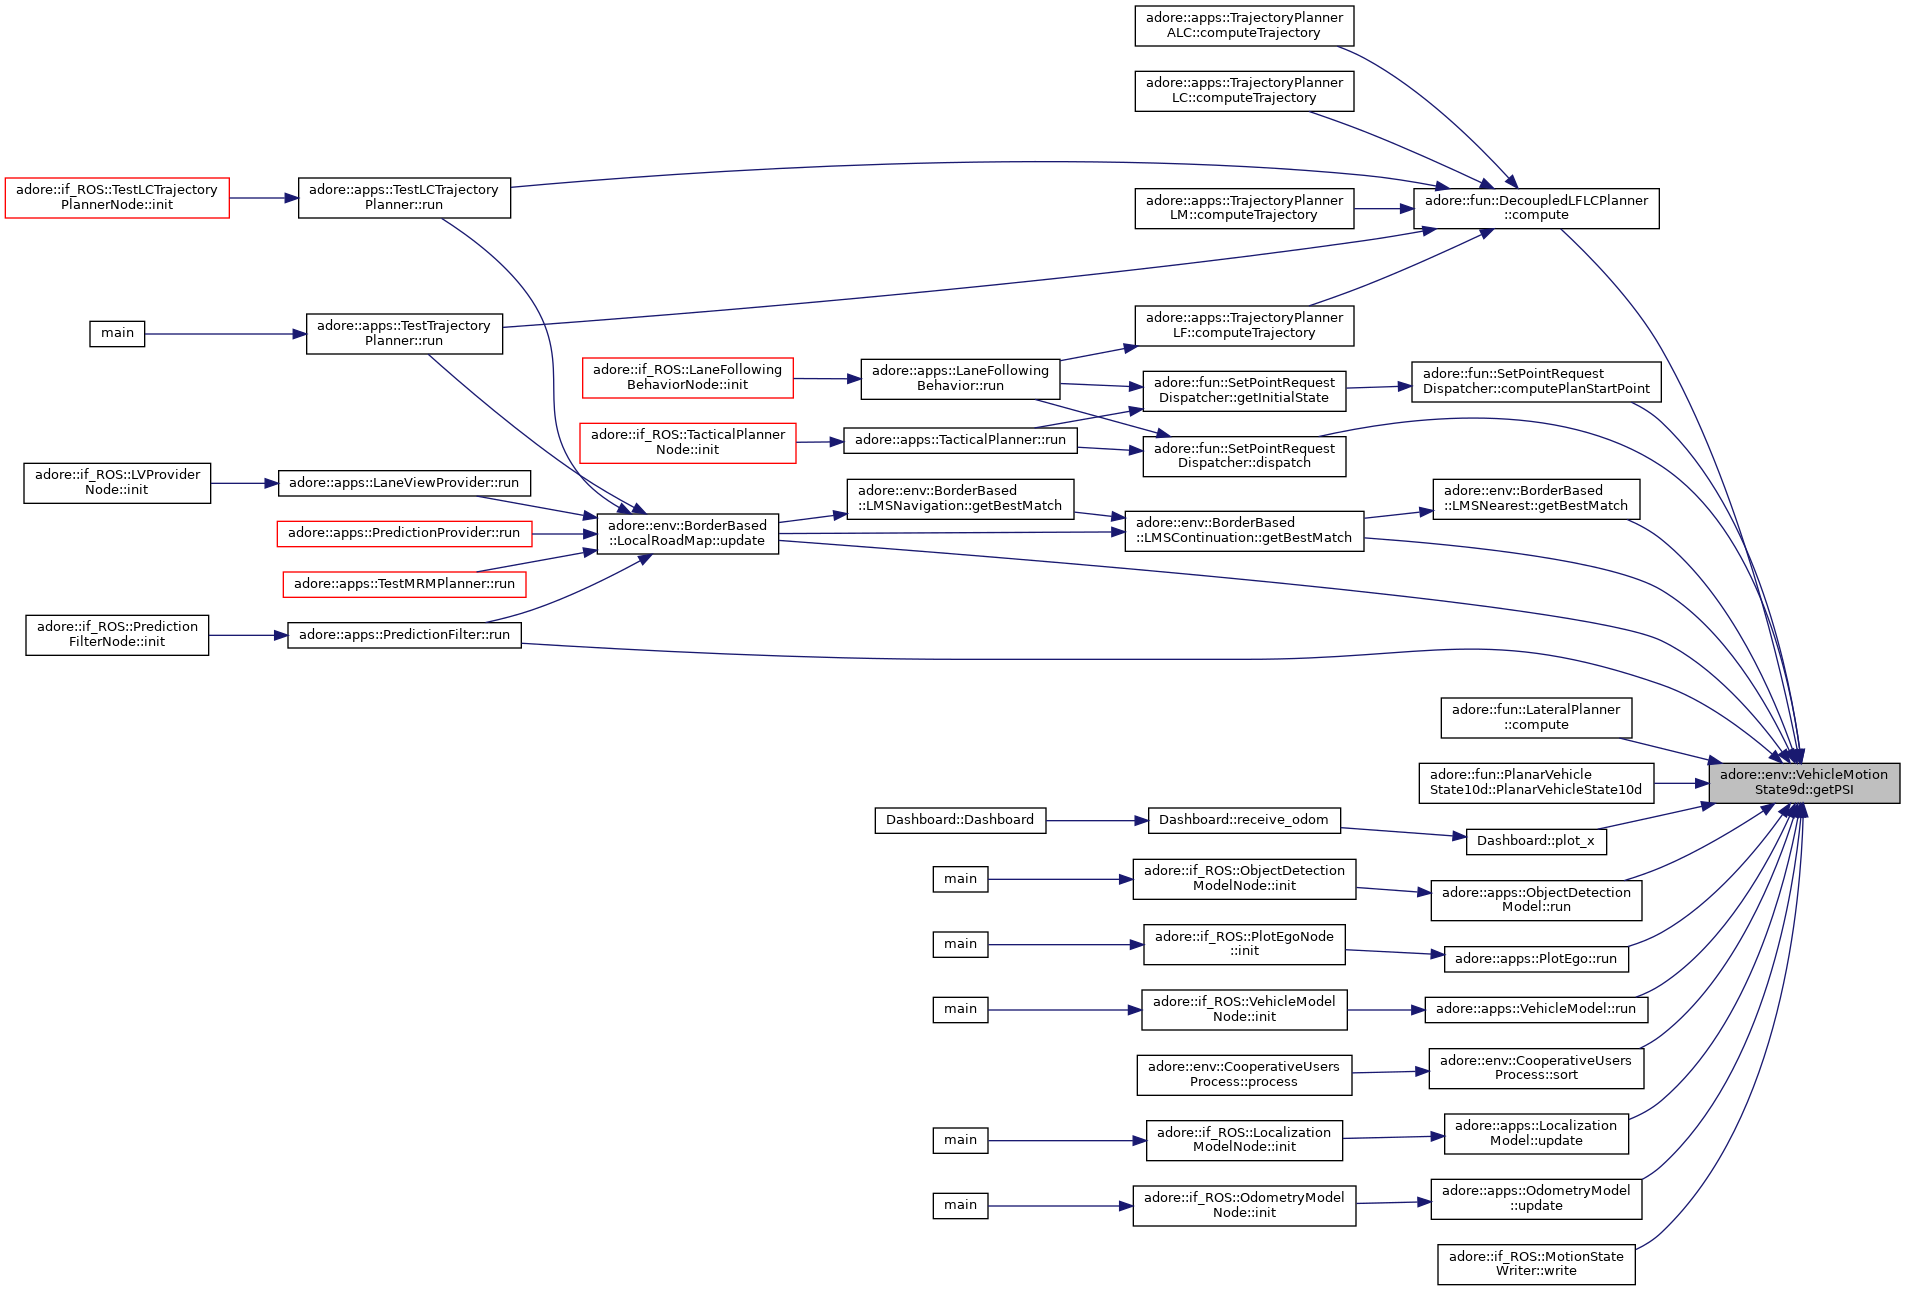 adore::apps::TrajectoryPlanner
ALC::computeTrajectory
adore::apps::TrajectoryPlanner
LC::computeTrajectory
adore::if_ROS::TestLCTrajectory
PlannerNode::init
adore::apps::TestLCTrajectory
Planner::run
adore::apps::TrajectoryPlanner
LM::computeTrajectory
adore::fun::DecoupledLFLCPlanner
::compute
main
adore::apps::TestTrajectory
Planner::run
adore::apps::TrajectoryPlanner
LF::computeTrajectory
adore::if_ROS::LaneFollowing
BehaviorNode::init
adore::apps::LaneFollowing
Behavior::run
adore::fun::SetPointRequest
Dispatcher::getInitialState
adore::fun::SetPointRequest
Dispatcher::computePlanStartPoint
adore::if_ROS::TacticalPlanner
Node::init
adore::apps::TacticalPlanner::run
adore::fun::SetPointRequest
Dispatcher::dispatch
adore::if_ROS::LVProvider
Node::init
adore::apps::LaneViewProvider::run
adore::env::BorderBased
::LMSNavigation::getBestMatch
adore::env::BorderBased
::LMSNearest::getBestMatch
adore::apps::PredictionProvider::run
adore::env::BorderBased
::LocalRoadMap::update
adore::env::BorderBased
::LMSContinuation::getBestMatch
adore::apps::TestMRMPlanner::run
adore::if_ROS::Prediction
FilterNode::init
adore::apps::PredictionFilter::run
adore::fun::LateralPlanner
::compute
adore::fun::PlanarVehicle
State10d::PlanarVehicleState10d
adore::env::VehicleMotion
State9d::getPSI
Dashboard::Dashboard
Dashboard::receive_odom
Dashboard::plot_x
main
adore::if_ROS::ObjectDetection
ModelNode::init
adore::apps::ObjectDetection
Model::run
main
adore::if_ROS::PlotEgoNode
::init
adore::apps::PlotEgo::run
main
adore::if_ROS::VehicleModel
Node::init
adore::apps::VehicleModel::run
adore::env::CooperativeUsers
Process::process
adore::env::CooperativeUsers
Process::sort
main
adore::if_ROS::Localization
ModelNode::init
adore::apps::Localization
Model::update
main
adore::if_ROS::OdometryModel
Node::init
adore::apps::OdometryModel
::update
adore::if_ROS::MotionState
Writer::write